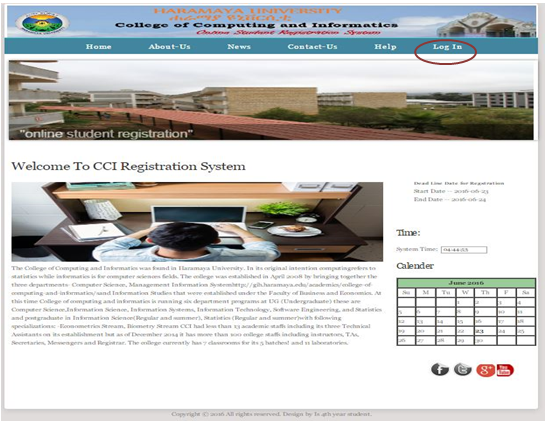 HARAMAYA UNIVERSITY
College of Computing and Informatics
Online Student Registration System
Home About-Us News Contact-Us Help Log In
"online student registration"
Welcome To CCI Registration System
Dead Line Date for Registration
Start Date -- 2016-06-23
End Date -- 2016-06-24
The College of Computing and Informatics was found in Haramaya University. In its original intention computingrefers to
statistics while informatics is for computer sciences fields. The college was established in April 2008 by bringing together the
three departments- Computer Science, Management Information Systemhttp://glb.haramaya.edu/academics/college-of-
computing-and-informatics/aand Information Studies that were established under the Faculty of Business and Economics. At
this time College of computing and informatics is running six department programs at UG (Undergraduate) these are
Computer Science,Information Science, Information Systems, Information Technology, Software Engineering, and Statistics
and postgraduate in Information Science(Regular and summer), Statistics (Regular and summer)with following
specializations: -Econometrics Stream, Biometry Stream CCI had less than 23 academic staffs including its three Technical
Assistants on its establishment but as of December 2014 it has more than 100 college staffs including instructors, TAs,
Secretaries, Messengers and Registrar. The college currently has 7 classrooms for its 5 batches! and 21 laboratories.
Time:
System Time: 04:44:55
Calender
June 2016
Su M Tu W Th F Sa
1 2 3 4
5 6 7 8 9 10 11
12 13 14 15 16 17 18
19 20 21 22 23 24 25
26 27 28 29 30
You Tube
Copyright © 2016 All rights reserved. Design by Is 4th year student.